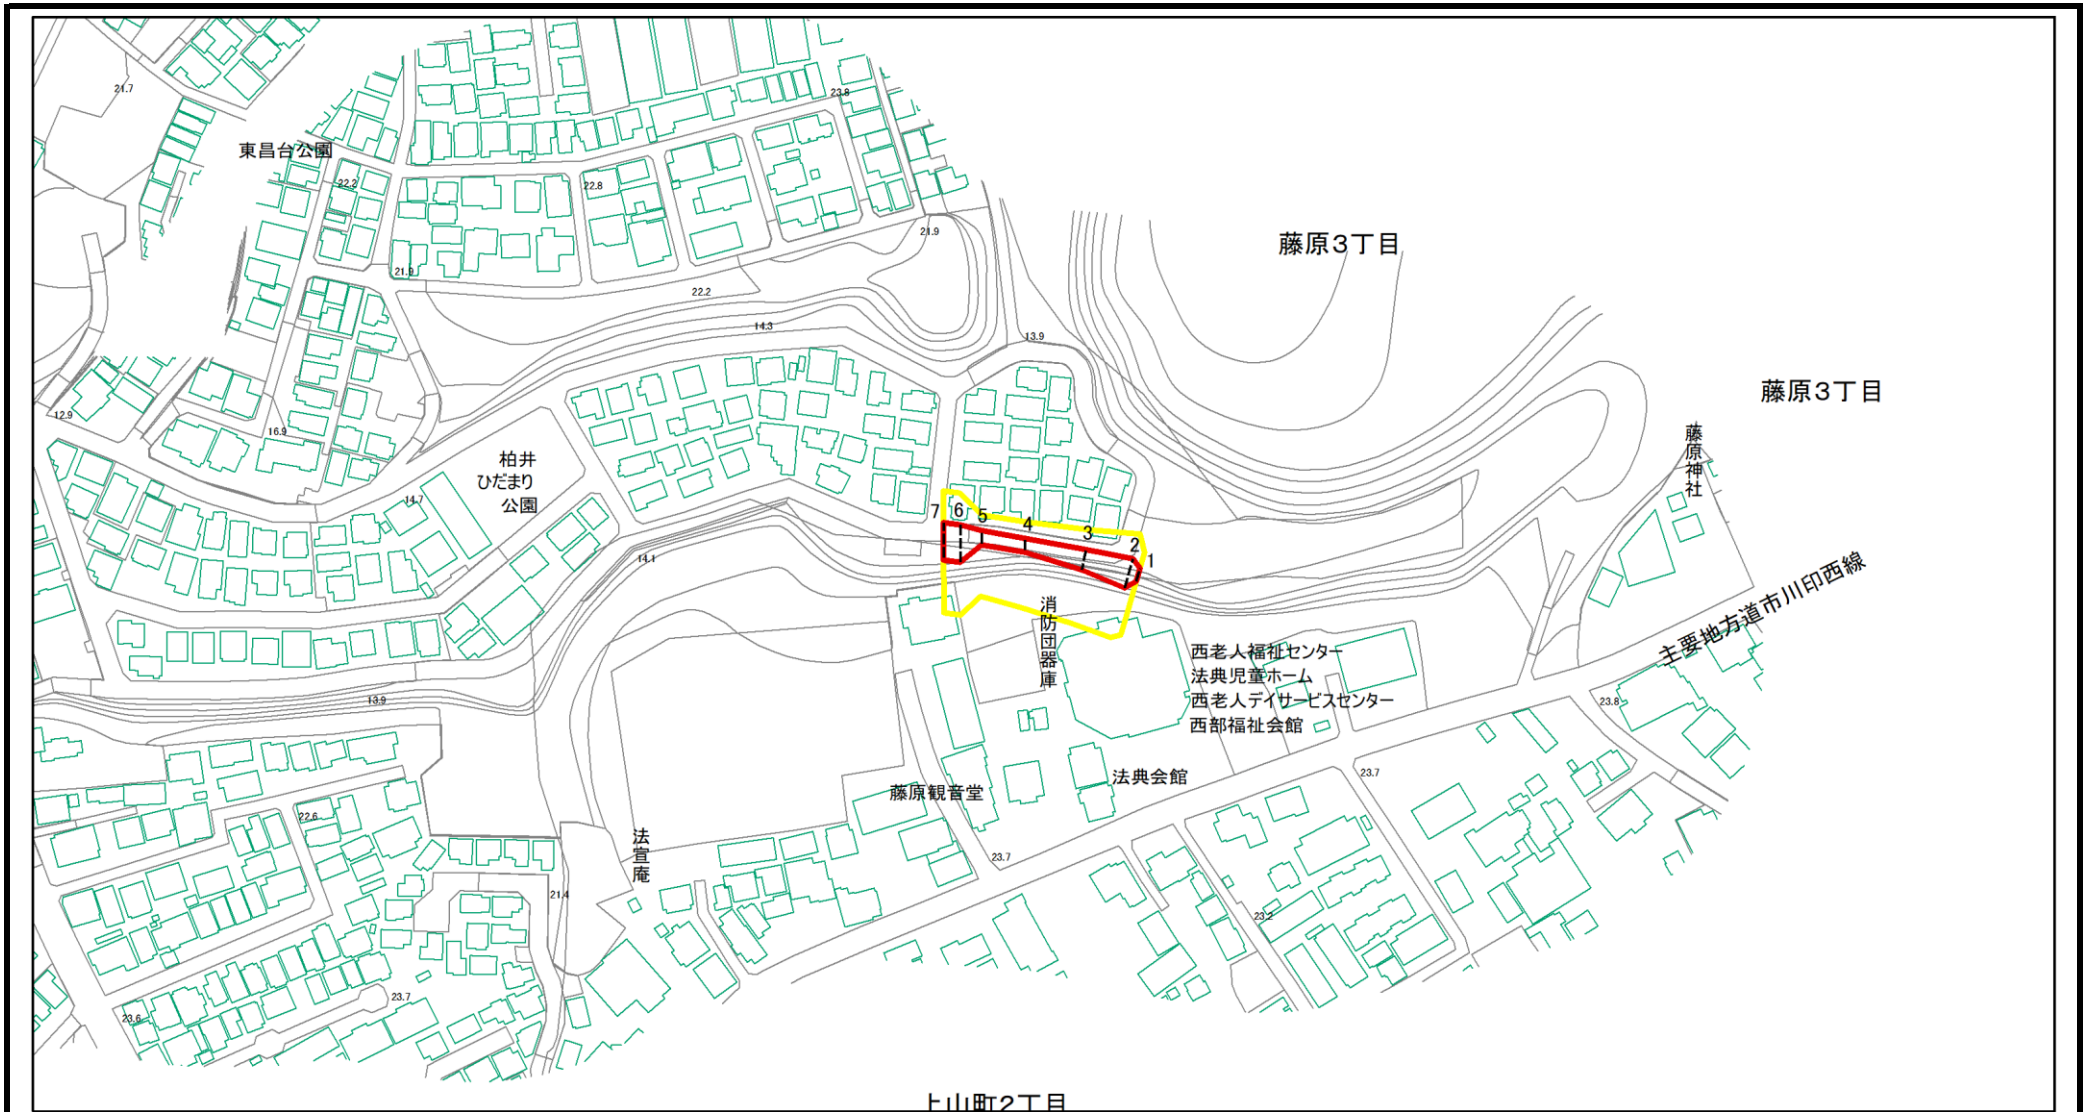 21.7
23.8
東昌台公園
22.2
22.8
21.9
藤原3丁目
21.9
22.2
14.3
13.9
藤原3丁目
12.9
16.9
藤原神社
柏井
ひだまり
公園
14.7
7
6
5
4
3
2
1
14.1
主要地方道市川印西線
消防団器庫
西老人福祉センター
法典児童ホーム
西老人デイサービスセンター
西部福祉会館
13.9
23.8
23.7
法典会館
藤原観音堂
22.6
法宣庵
23.7
21.4
23.2
23.7
23.6
上山町2丁目